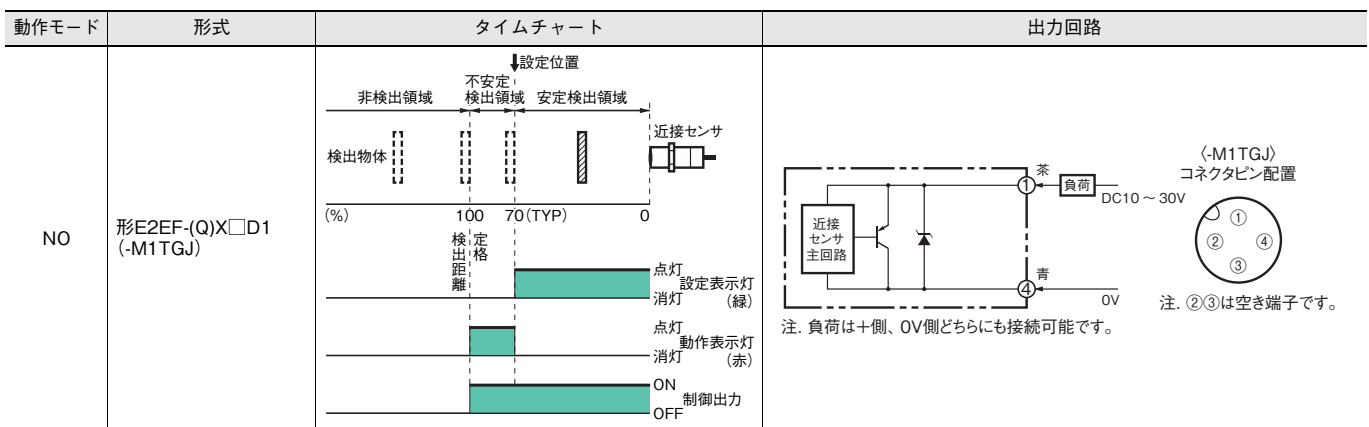 動作モード
形式
タイムチャート
出力回路
NO
形E2EF-(Q)X□D1
(-M1TGJ)
設定位置
不安定
非検出領域
検出領域
安定検出領域
近接センサ
検出物体
(%)
100
70(TYP)
0
検出距離
定格
点灯
設定表示灯
消灯
(緑)
点灯
動作表示灯
消灯
(赤)
ON
制御出力
OFF
近接
センサ
主回路
①
茶
負荷
DC10~30V
④
青
0V
注. 負荷は+側、0V側どちらにも接続可能です。
〈-M1TGJ〉
コネクタピン配置
①
②
④
③
注. ②③は空き端子です。